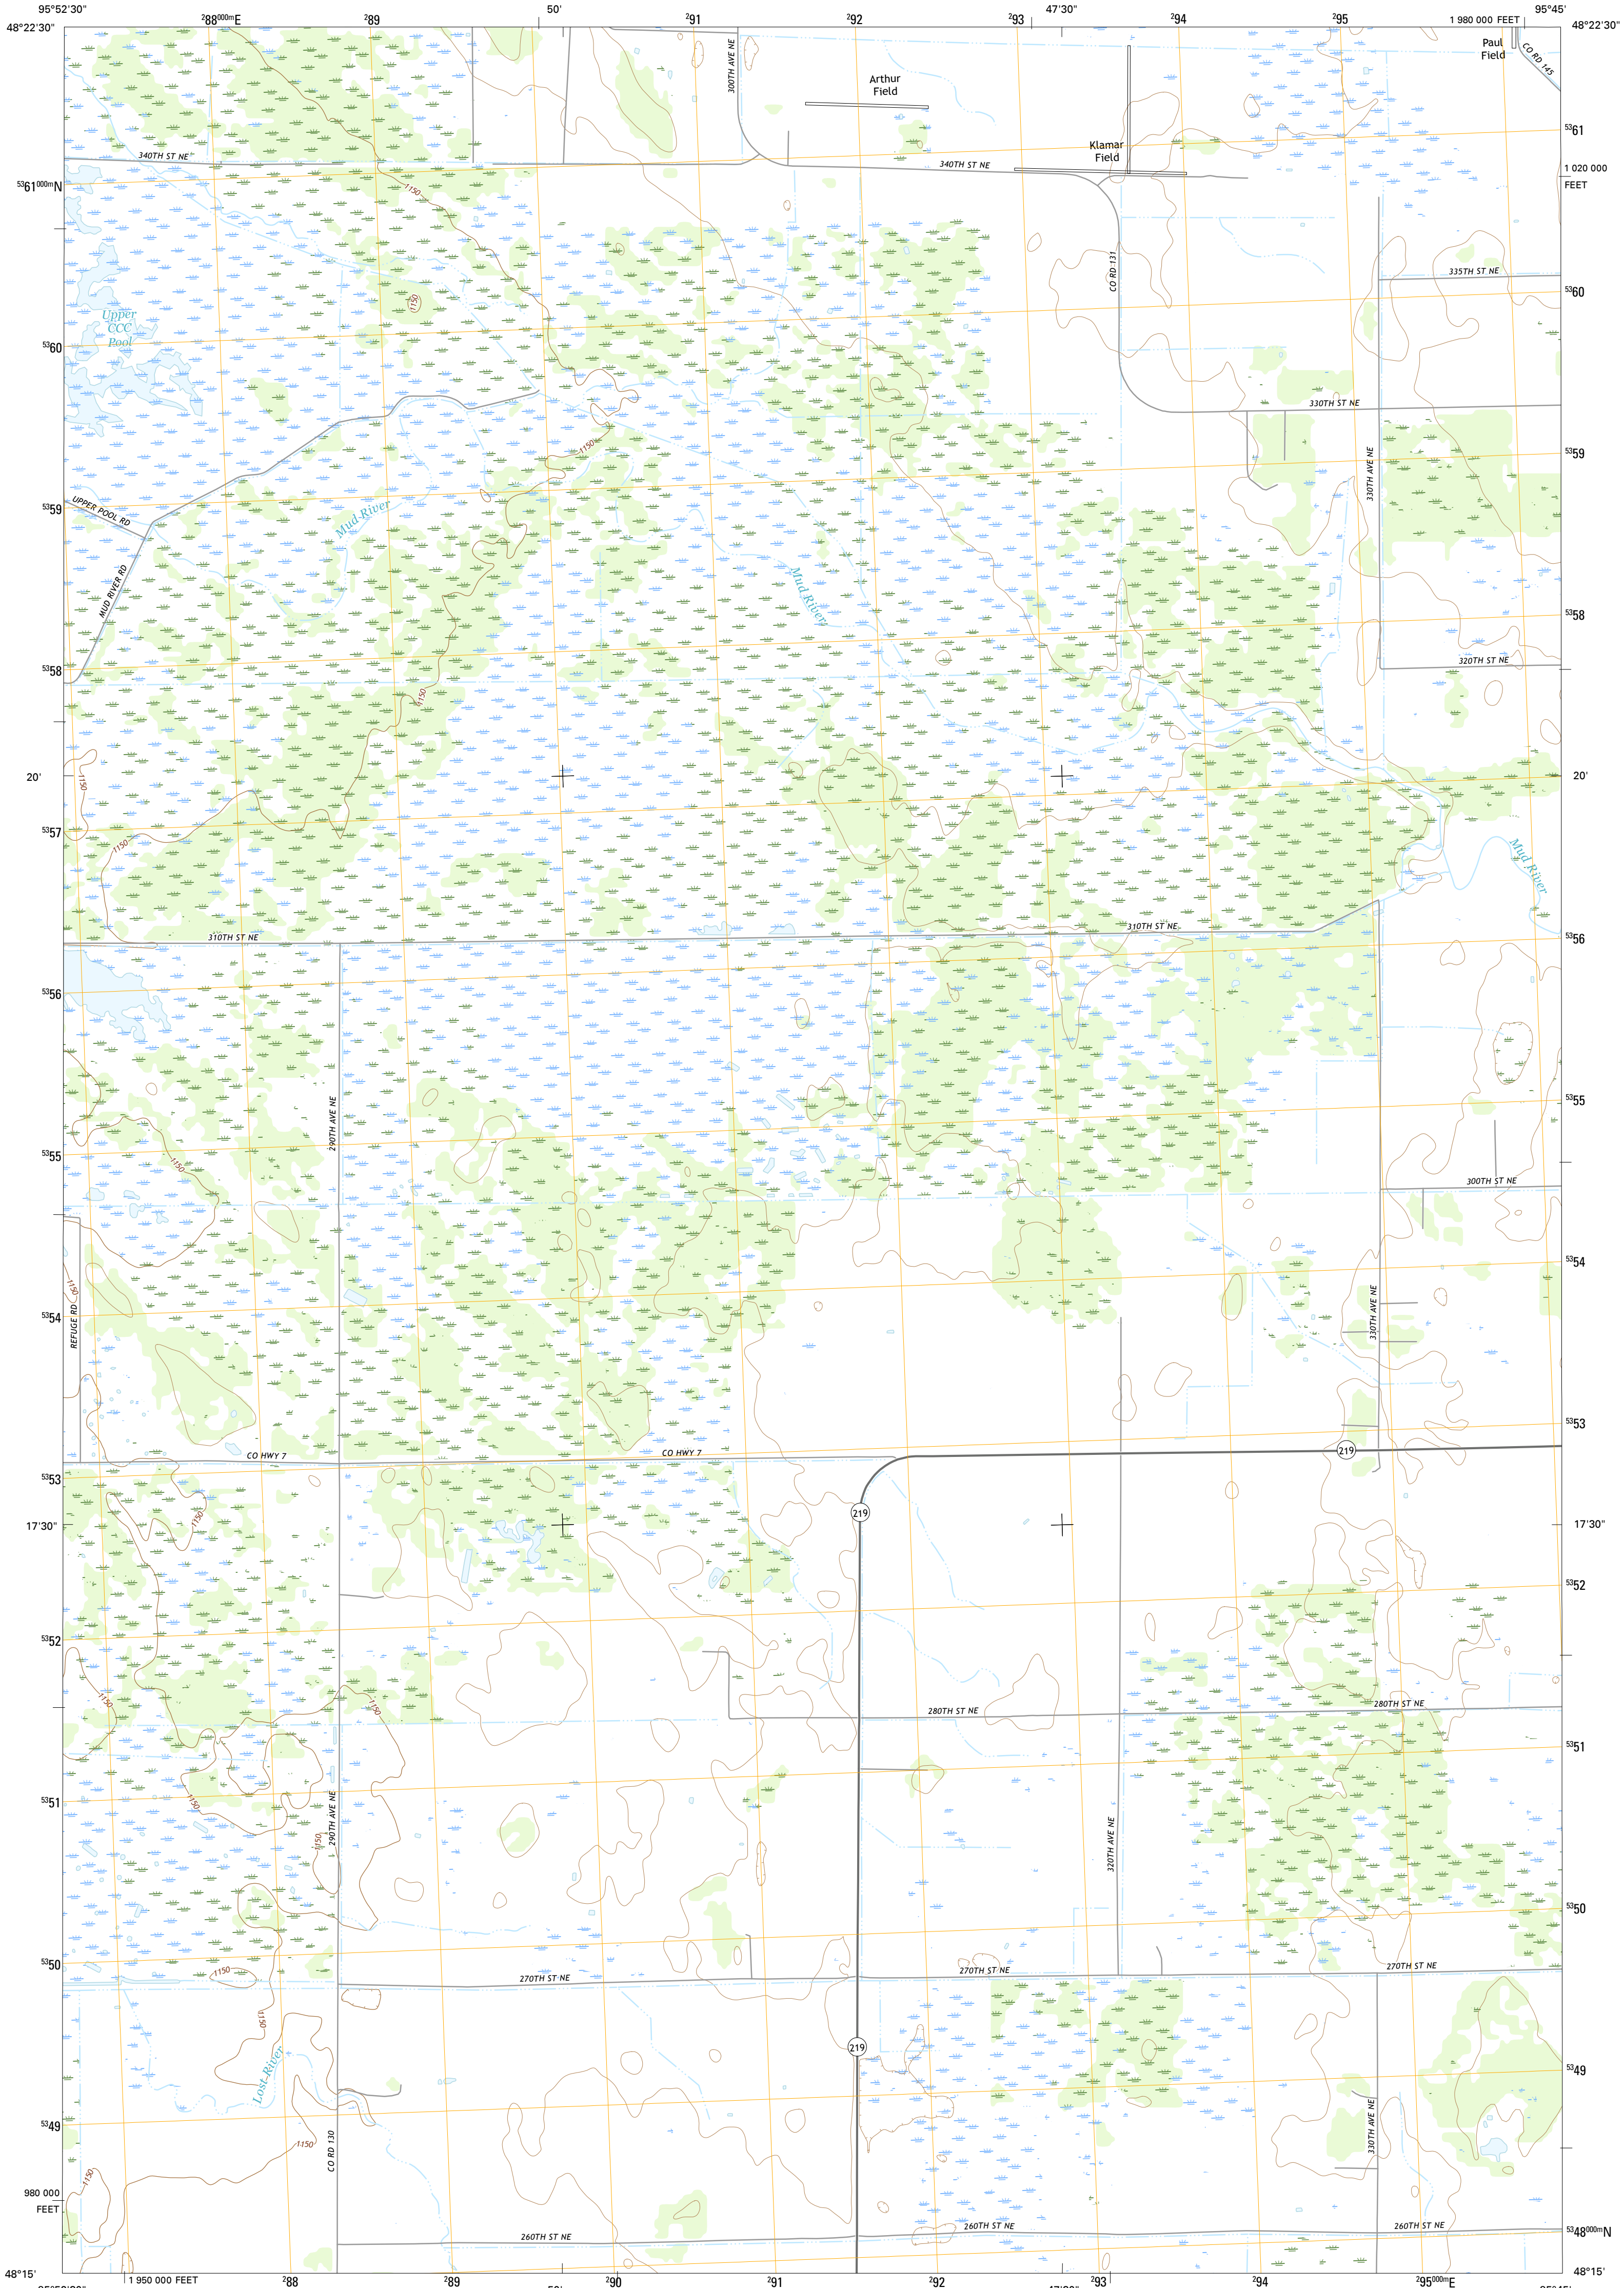 95°52'30"
²88⁰⁰⁰ᵐE
²89
50'
²91
²92
²93
47'30"
²94
²95
1 980 000 FEET
95°45'
48°22'30"
48°22'30"
Paul
Field
CO RD 145
300TH AVE NE
Arthur
Field
⁵³61
Klamar
Field
340TH ST NE
340TH ST NE
1 020 000
FEET
⁵³61⁰⁰⁰ᵐN
1150
CO RD 131
335TH ST NE
⁵³60
1150
Upper
CCC
Pool
⁵³60
330TH ST NE
1150
⁵³59
330TH AVE NE
UPPER POOL RD
⁵³59
Mud River
MUD RIVER RD
Mud River
⁵³58
320TH ST NE
⁵³58
1150
20'
20'
1150
⁵³57
1150
Mud River
310TH ST NE
310TH ST NE
⁵³56
⁵³56
290TH AVE NE
⁵³55
⁵³55
1150
300TH ST NE
⁵³54
1150
REFUGE RD
330TH AVE NE
⁵³54
⁵³53
219
CO HWY 7
CO HWY 7
⁵³53
219
1150
17'30"
17'30"
⁵³52
⁵³52
1150
1150
280TH ST NE
280TH ST NE
⁵³51
⁵³51
1150
1150
290TH AVE NE
320TH AVE NE
⁵³50
⁵³50
1150
270TH ST NE
270TH ST NE
270TH ST NE
1150
219
Lost River
⁵³49
⁵³49
1150
CO RD 130
330TH AVE NE
1150
980 000
FEET
260TH ST NE
260TH ST NE
260TH ST NE
⁵³48⁰⁰⁰ᵐN
48°15'
48°15'
1 950 000 FEET
²88
²89
²90
²91
²92
²93
²94
²95⁰⁰⁰ᵐE